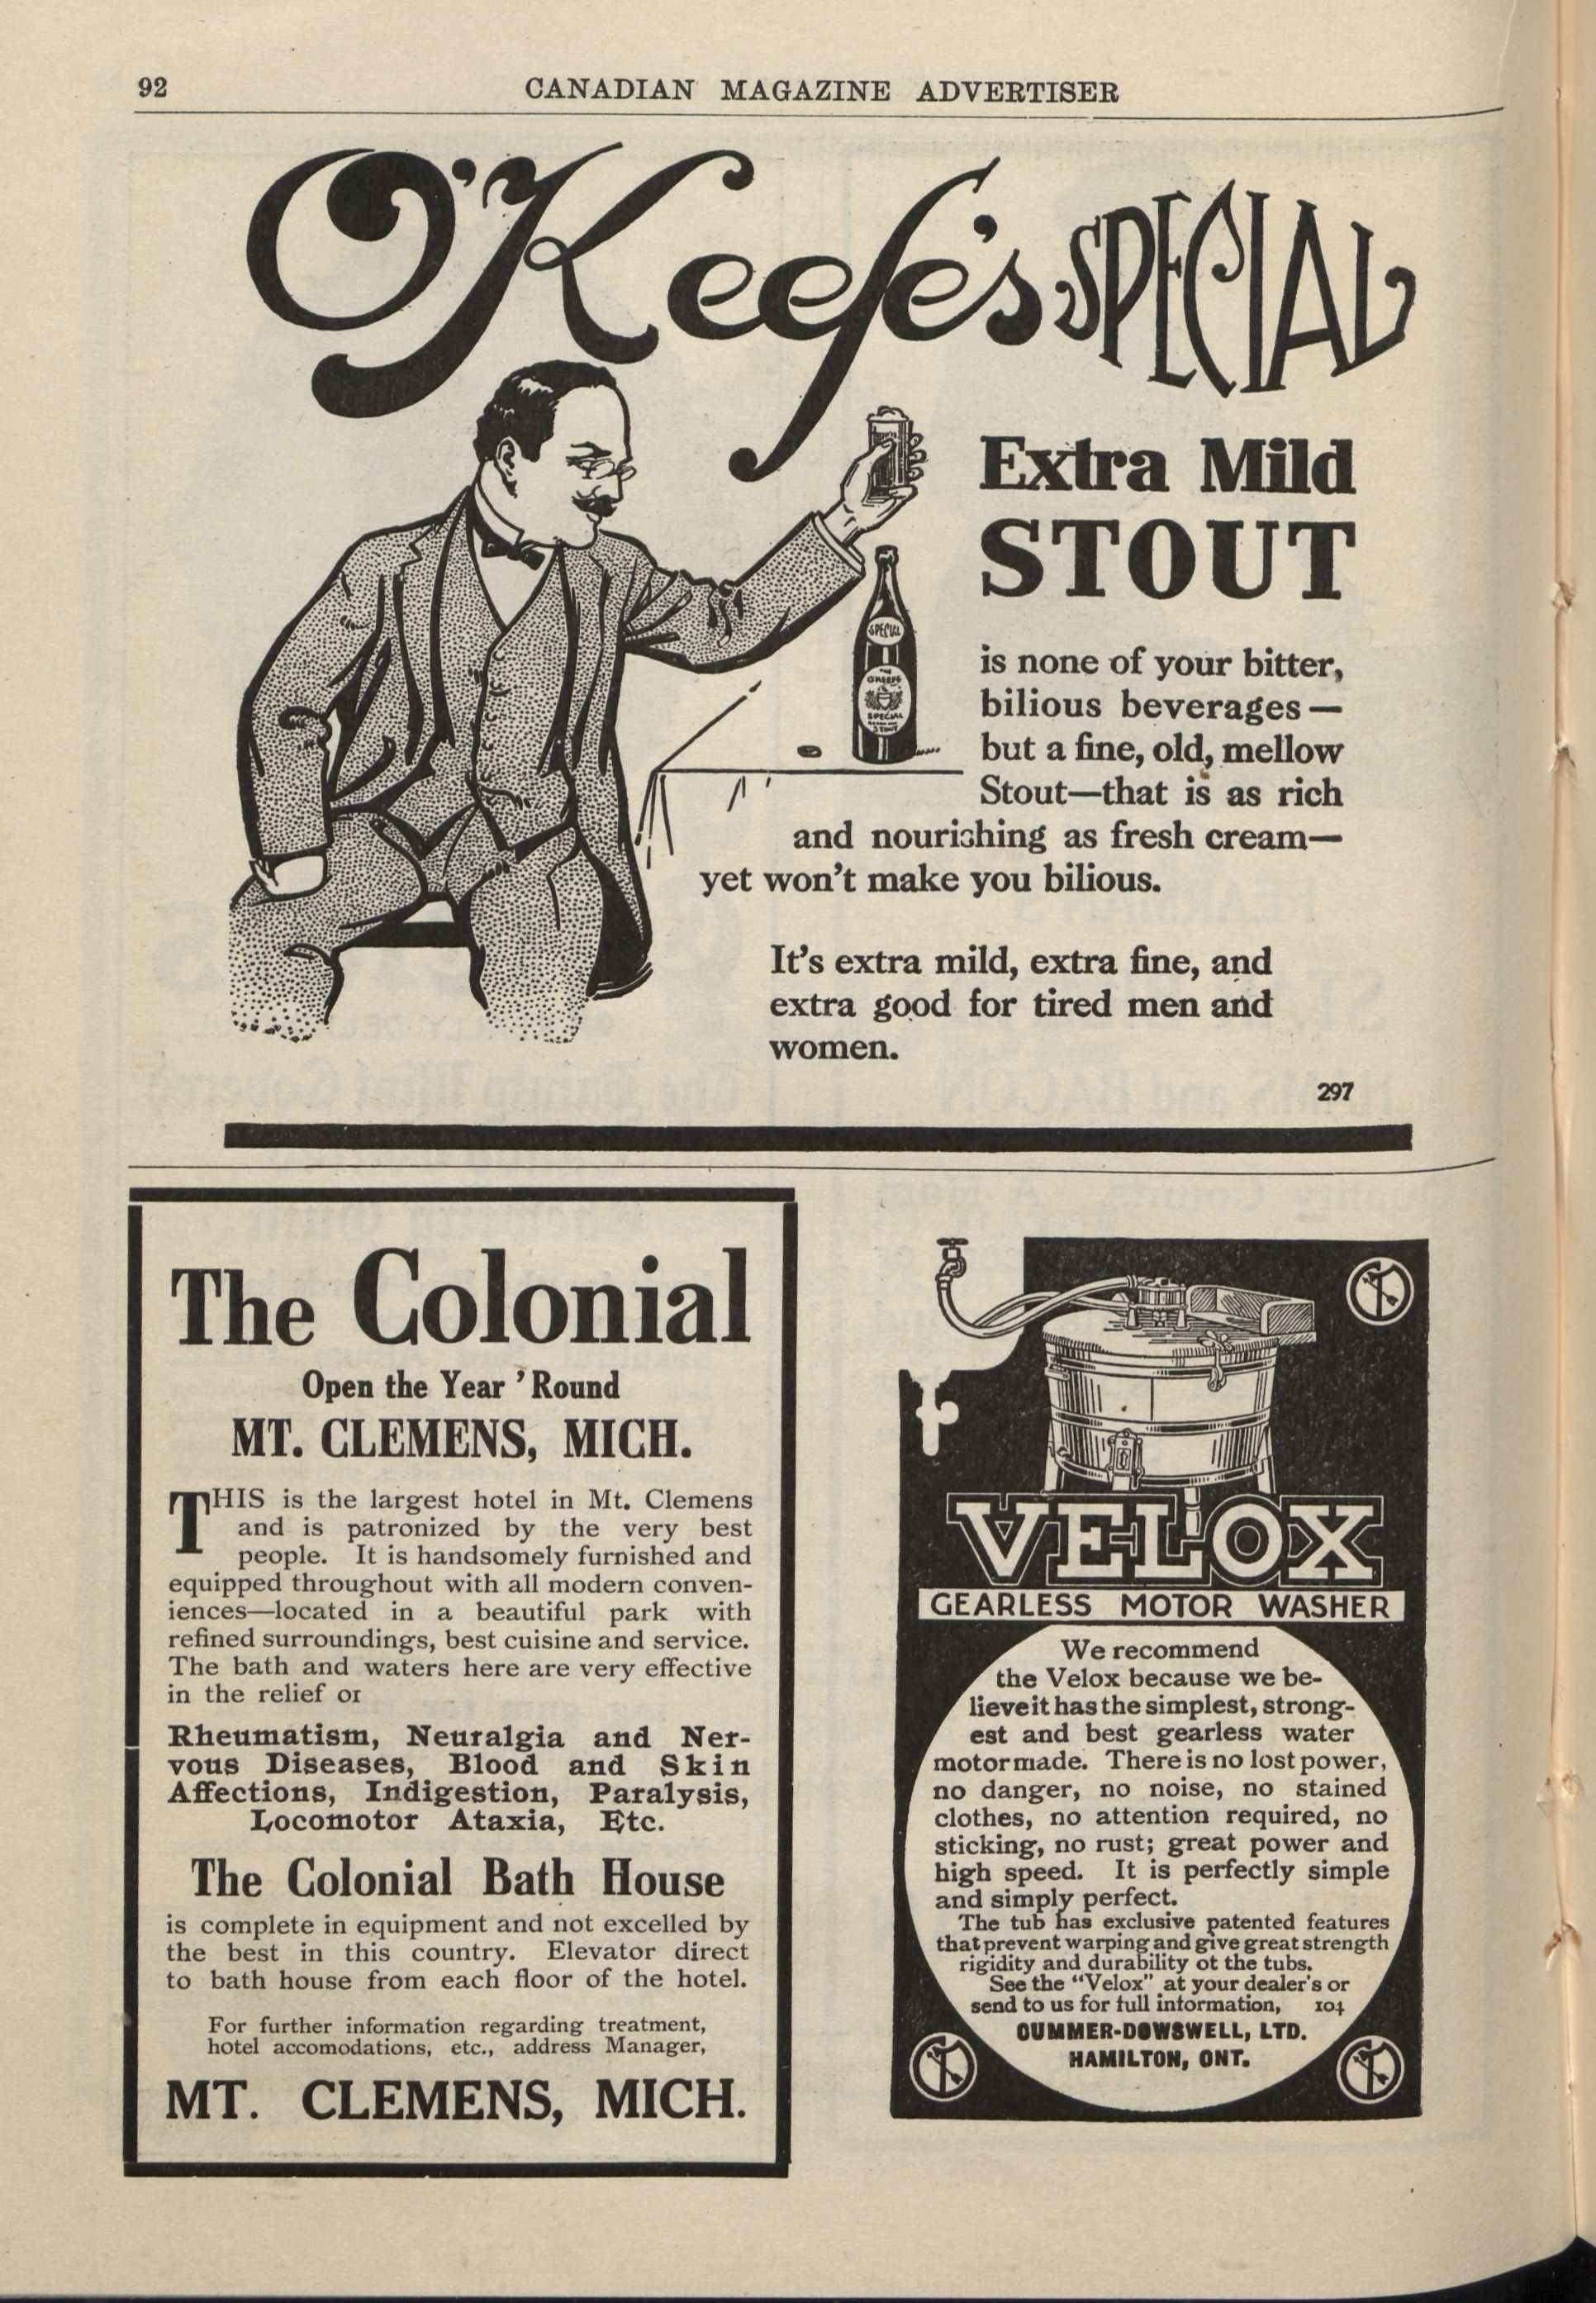 92
CANADIAN MAGAZINE ADVERTISER
O'Keefe's SPECIAL
Extra Mild
STOUT
is none of your bitter,
bilious beverages—
but a fine, old, mellow
Stout—that is as rich
and nourishing as fresh cream—
yet won't make you bilious.
It's extra mild, extra fine, and
extra good for tired men and
women.
297
SPECIAL
THE
O'KEEFE
SPECIAL
STOUT
The Colonial
Open the Year 'Round
MT. CLEMENS, MICH.
THIS is the largest hotel in Mt. Clemens
and is patronized by the very best
people. It is handsomely furnished and
equipped throughout with all modern conven-
iences—located in a beautiful park with
refined surroundings, best cuisine and service.
The bath and waters here are very effective
in the relief of
Rheumatism, Neuralgia and Ner-
vous Diseases, Blood and Skin
Affections, Indigestion, Paralysis,
Locomotor Ataxia, Etc.
The Colonial Bath House
is complete in equipment and not excelled by
the best in this country. Elevator direct
to bath house from each floor of the hotel.
For further information regarding treatment,
hotel accomodations, etc., address Manager,
MT. CLEMENS, MICH.
VELOX
GEARLESS MOTOR WASHER
We recommend
the Velox because we be-
lieve it has the simplest, strong-
est and best gearless water
motor made. There is no lost power,
no danger, no noise, no stained
clothes, no attention required, no
sticking, no rust; great power and
high speed. It is perfectly simple
and simply perfect.
The tub has exclusive patented features
that prevent warping and give great strength
rigidity and durability ot the tubs.
See the "Velox" at your dealer's or
send to us for full information, 104
CUMMER-DOWSWELL, LTD.
HAMILTON, ONT.